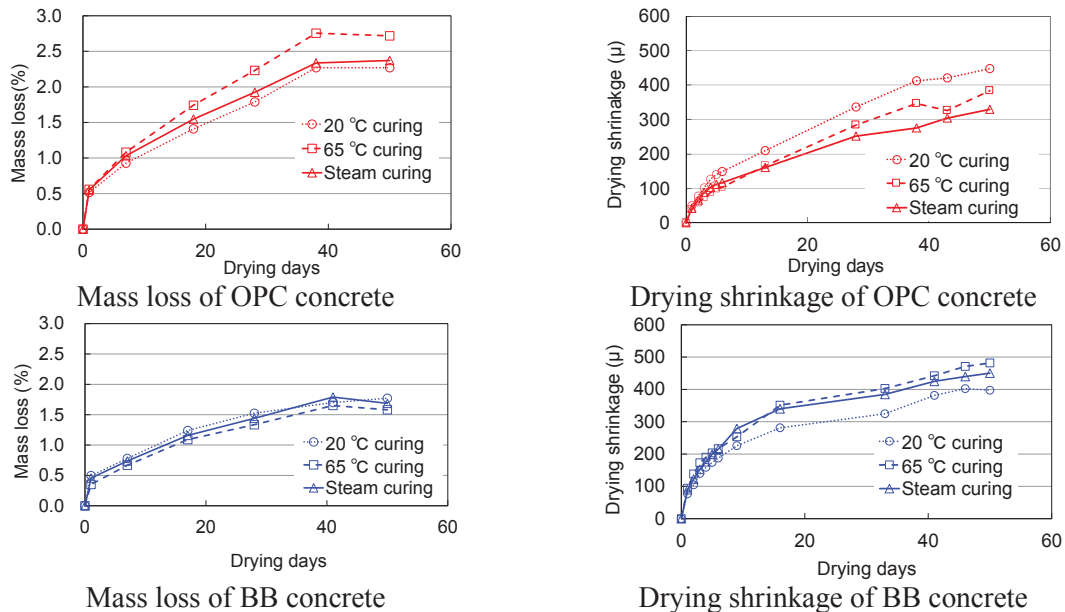 3.0
2.5
2.0
1.5
1.0
0.5
0.0
Masss loss(%)
20 ℃ curing
65 ℃ curing
Steam curing
0 20 40 60
Drying days
Mass loss of OPC concrete
600
500
400
300
200
100
0
Drying shrinakge (μ)
20 ℃ curing
65 ℃ curing
Steam curing
0 20 40 60
Drying days
Drying shrinkage of OPC concrete
3.0
2.5
2.0
1.5
1.0
0.5
0.0
Mass loss (%)
20 ℃ curing
65 ℃ curing
Steam curing
0 20 40 60
Drying days
Mass loss of BB concrete
600
500
400
300
200
100
0
Drying shrinkage (μ)
20 ℃ curing
65 ℃ curing
Steam curing
0 20 40 60
Drying days
Drying shrinkage of BB concrete